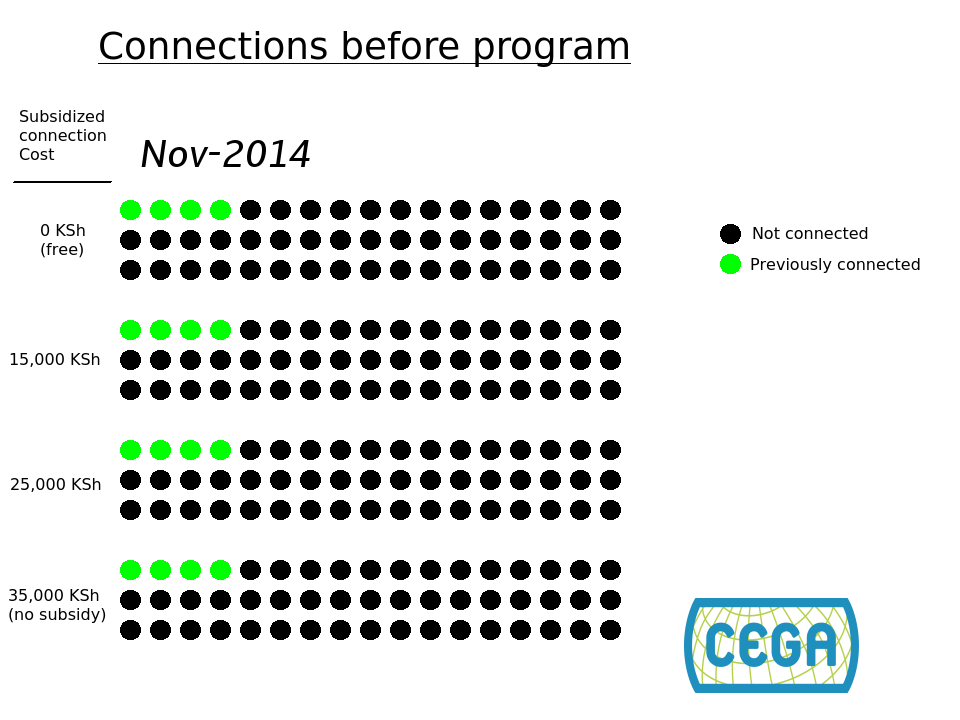 Connections before program
Subsidized
connection
Cost
Nov-2014
0 KSh
(free)
Not connected
Previously connected
15,000 KSh
25,000 KSh
35,000 KSh
(no subsidy)
CEGA